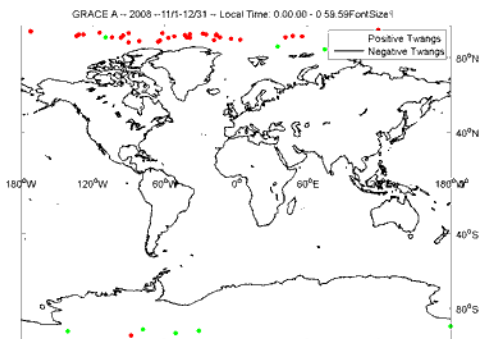 GRACE A -- 2008 --11/1-12/31 -- Local Time: 0.00:00 - 0 59.59FontSize¶
Positive Twangs
Negative Twangs
80°N
40°N
180°W 120°W 60°W 0°E 60°E 180°W
40°S
80°S